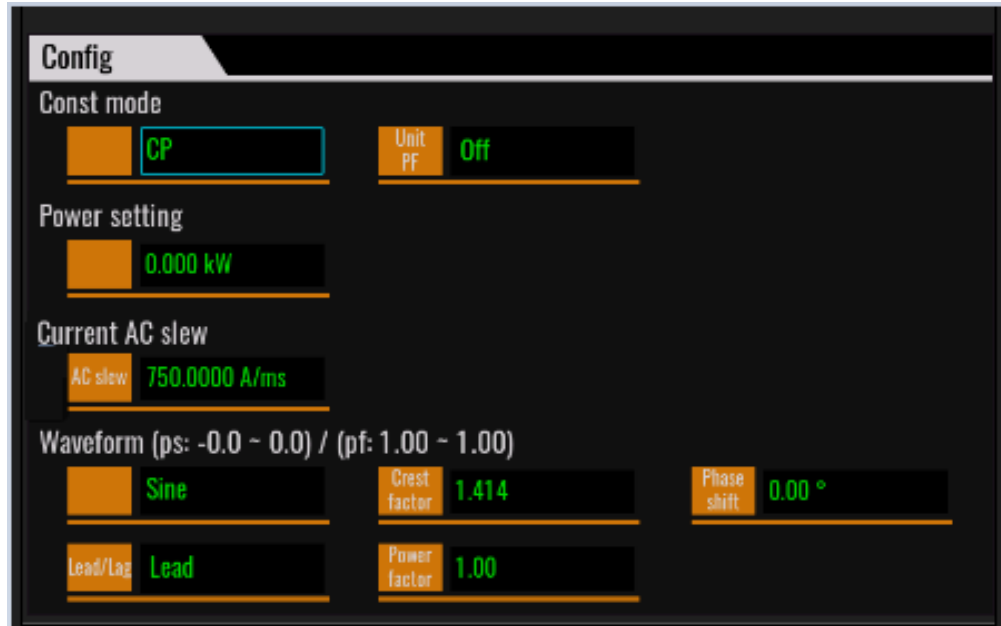 Config
Const mode
CP
Unit PF
Off
Power setting
0.000 kW
Current AC slew
AC slew
750.0000 A/ms
Waveform (ps: -0.0 ~ 0.0) / (pf: 1.00 ~ 1.00)
Sine
Crest factor
1.414
Phase shift
0.00 °
Lead/Lag
Lead
Power factor
1.00